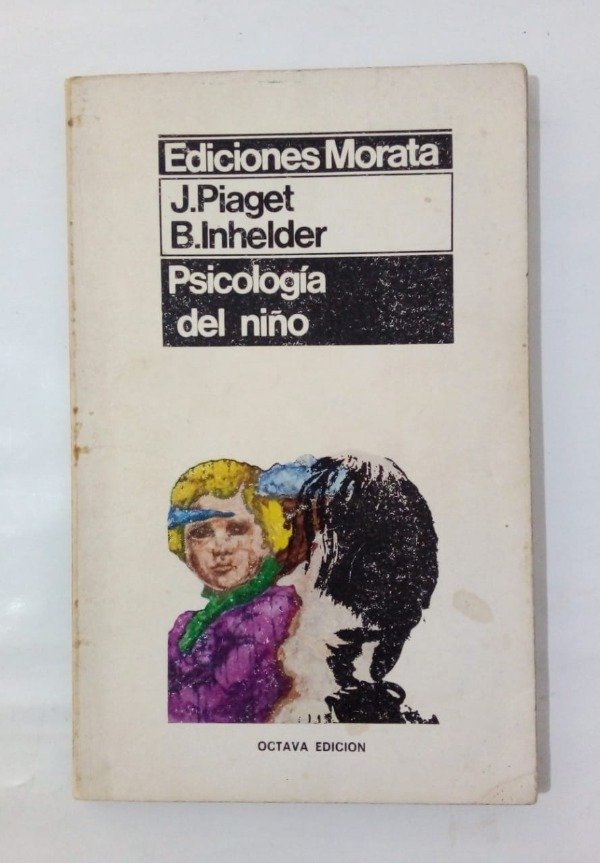 Ediciones Morata
J.Piaget
B.Inhelder
Psicología
del niño
OCTAVA EDICION